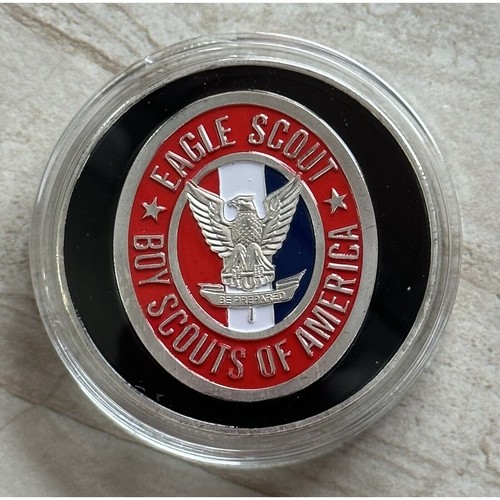 EAGLE SCOUT
BE PREPARED
BOY SCOUTS OF AMERICA